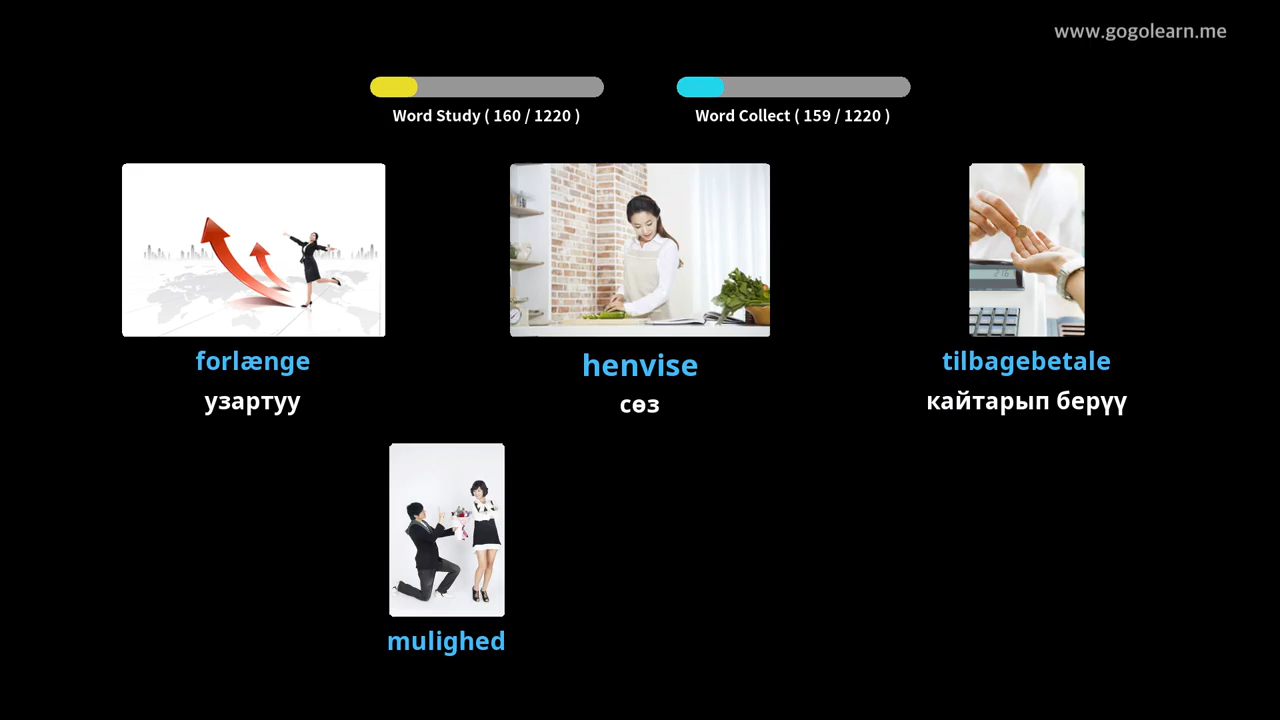 www.gogolearn.me
Word Study ( 160 / 1220 )
Word Collect ( 159 / 1220 )
forlænge
henvise
tilbagebetale
узартуу
сөз
кайтарып берүү
mulighed